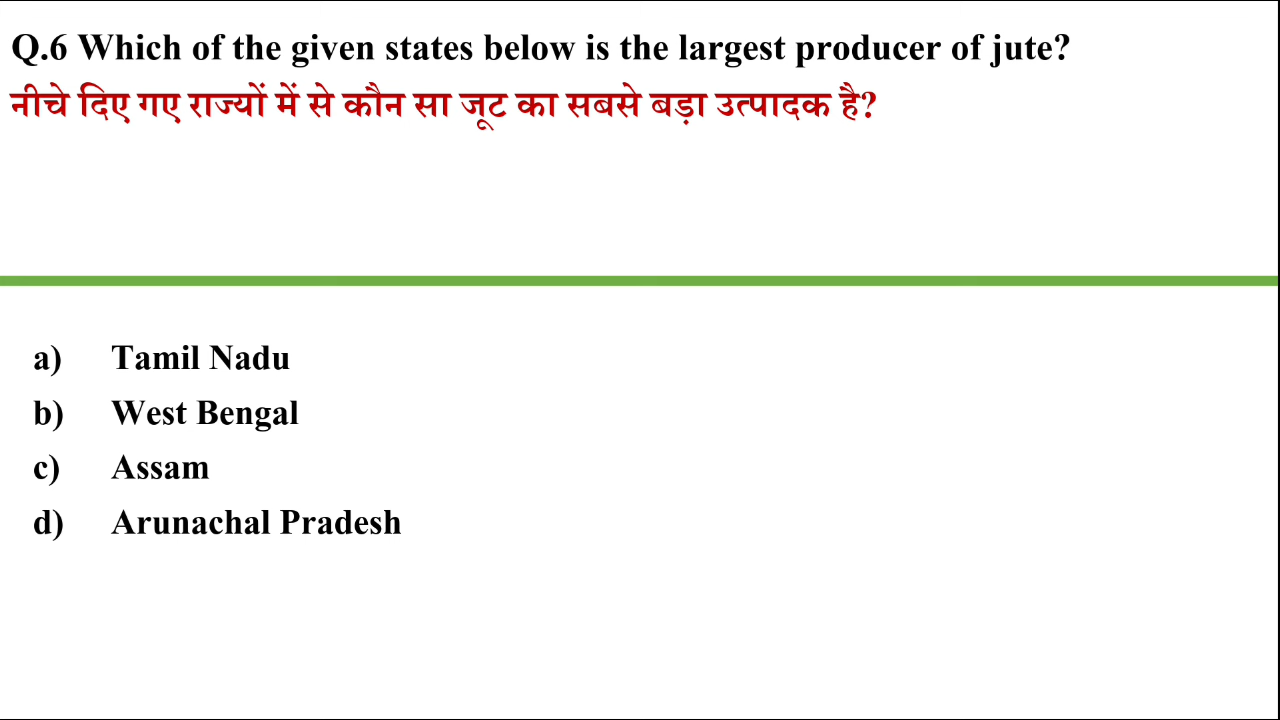 Q.6 Which of the given states below is the largest producer of jute?
नीचे दिए गए राज्यों में से कौन सा जूट का सबसे बड़ा उत्पादक है?
a) Tamil Nadu
b) West Bengal
c) Assam
d) Arunachal Pradesh